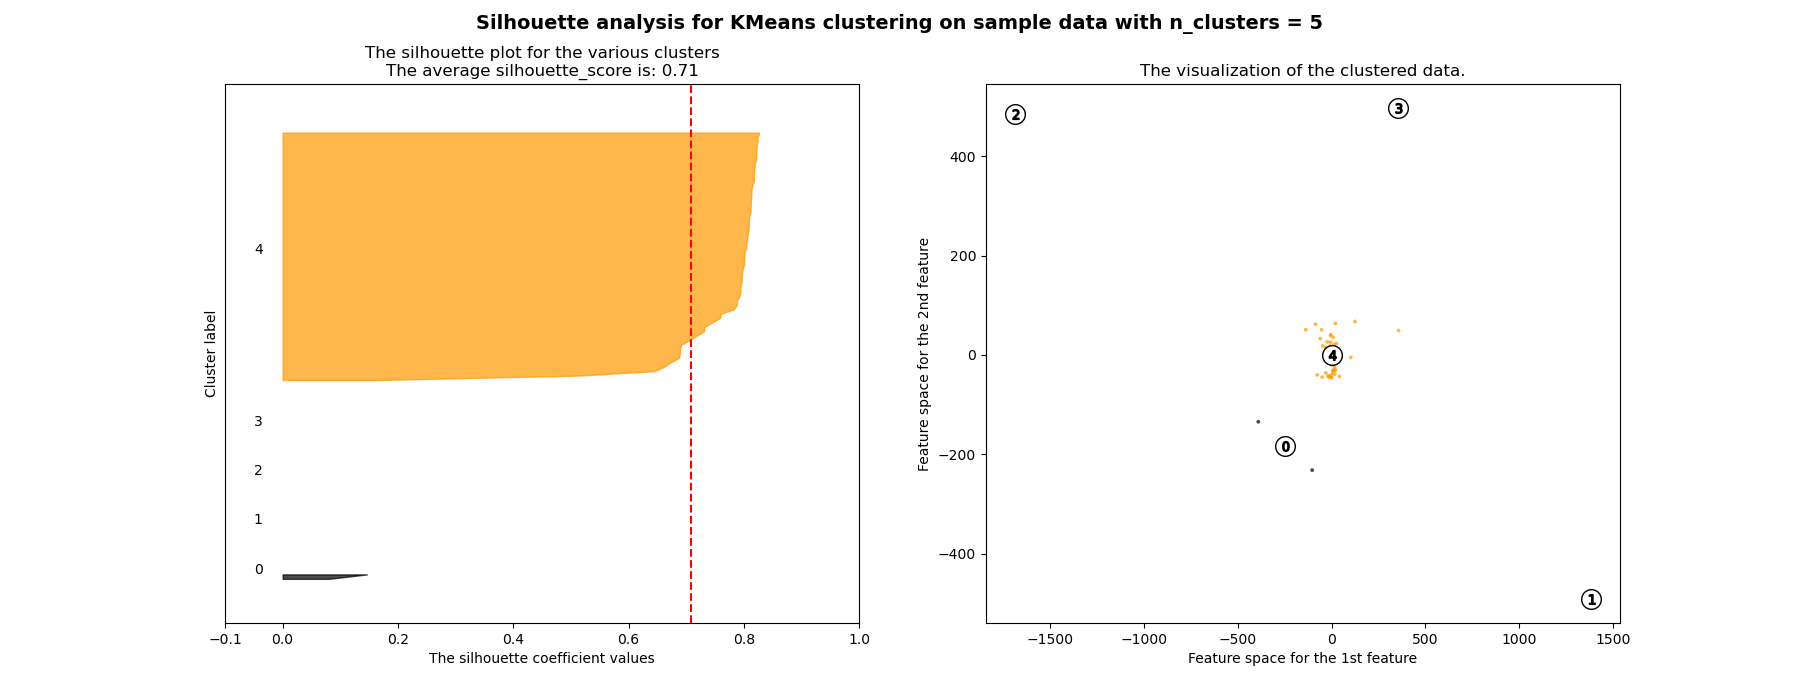 Silhouette analysis for KMeans clustering on sample data with n_clusters = 5
The silhouette plot for the various clusters
The average silhouette_score is: 0.71
4
3
2
1
0
Cluster label
−0.1 0.0 0.2 0.4 0.6 0.8 1.0
The silhouette coefficient values
The visualization of the clustered data.
2 3
4
0
1
400
200
0
−200
−400
Feature space for the 2nd feature
−1500 −1000 −500 0 500 1000 1500
Feature space for the 1st feature